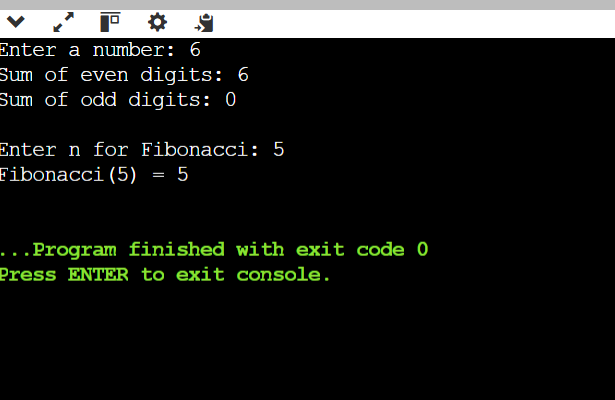 Enter a number: 6
Sum of even digits: 6
Sum of odd digits: 0
Enter n for Fibonacci: 5
Fibonacci(5) = 5
...Program finished with exit code 0
Press ENTER to exit console.